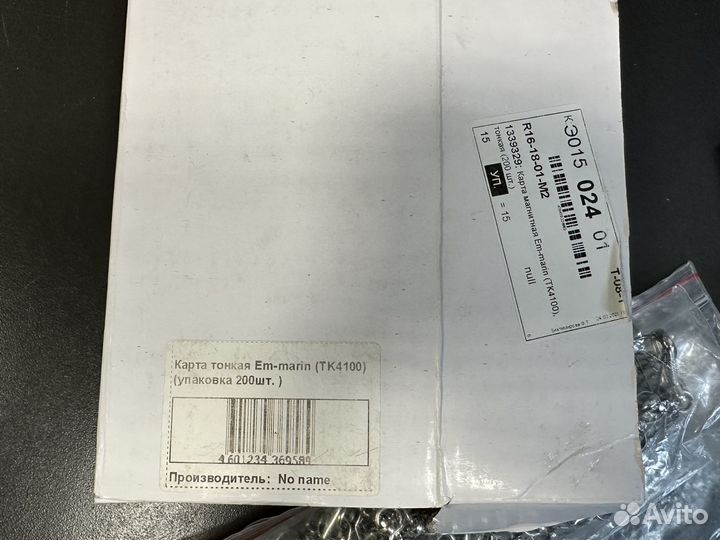 кЭ015 024 01
R16-18-01-M2
1339329: Карта магнитная Em-marin (TK4100),
тонкая (200 шт.)
15 УП. = 15
null
Карта тонкая Em-marin (TK4100)
(упаковка 200шт. )
4 601234 369589
Производитель: No name
Avito